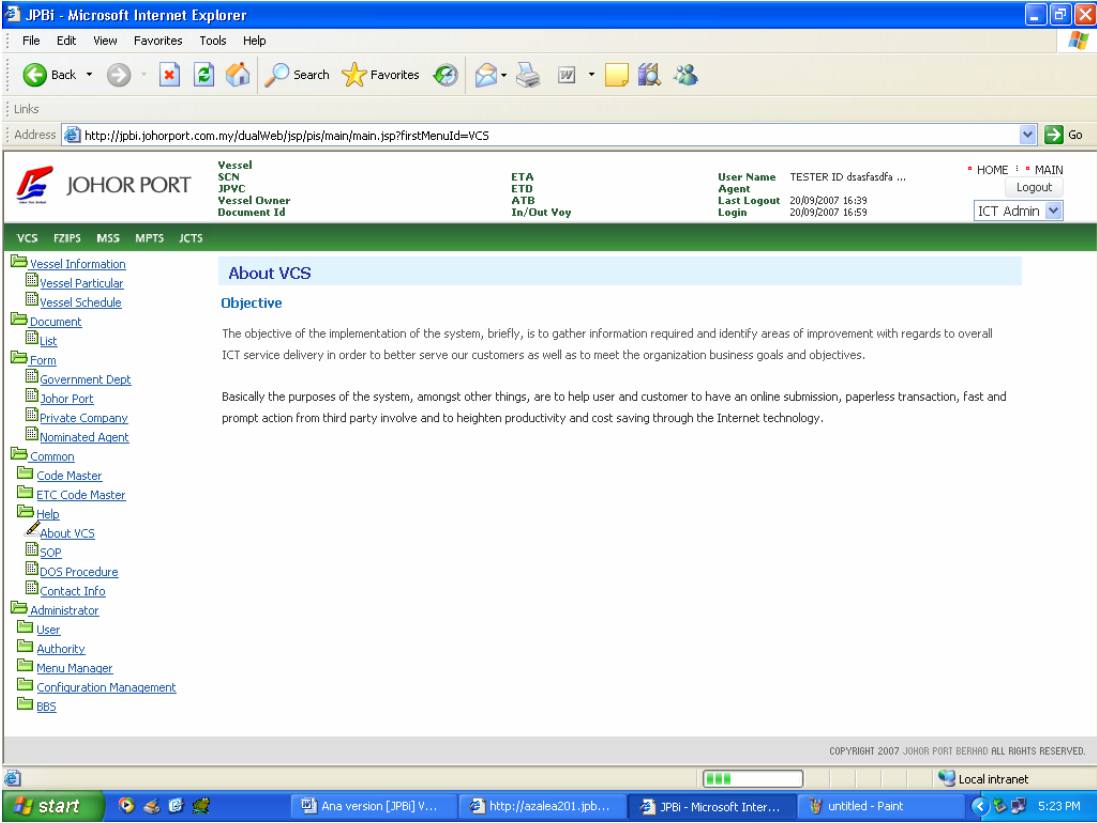 JPBi - Microsoft Internet Explorer
File Edit View Favorites Tools Help
Back Search Favorites
Links
Address http://jpbi.johorport.com.my/dualWeb/jsp/pis/main/main.jsp?firstMenuId=VCS Go
JOHOR PORT
Vessel
SCN ETA User Name TESTER ID dsasfasdfa ...
JPVC ETD Agent
Vessel Owner ATB Last Logout 20/09/2007 16:39
Document Id In/Out Voy Login 20/09/2007 16:59
HOME MAIN
Logout
ICT Admin
VCS FZIPS MSS MPTS JCTS
Vessel Information
Vessel Particular
Vessel Schedule
Document
List
Form
Government Dept
Johor Port
Private Company
Nominated Agent
Common
Code Master
ETC Code Master
Help
About VCS
SOP
DOS Procedure
Contact Info
Administrator
User
Authority
Menu Manager
Configuration Management
BBS
About VCS
Objective
The objective of the implementation of the system, briefly, is to gather information required and identify areas of improvement with regards to overall
ICT service delivery in order to better serve our customers as well as to meet the organization business goals and objectives.
Basically the purposes of the system, amongst other things, are to help user and customer to have an online submission, paperless transaction, fast and
prompt action from third party involve and to heighten productivity and cost saving through the Internet technology.
COPYRIGHT 2007 JOHOR PORT BERHAD ALL RIGHTS RESERVED.
Local intranet
start Ana version [JPBi] V... http://azalea201.jpb... JPBi - Microsoft Inter... untitled - Paint 5:23 PM